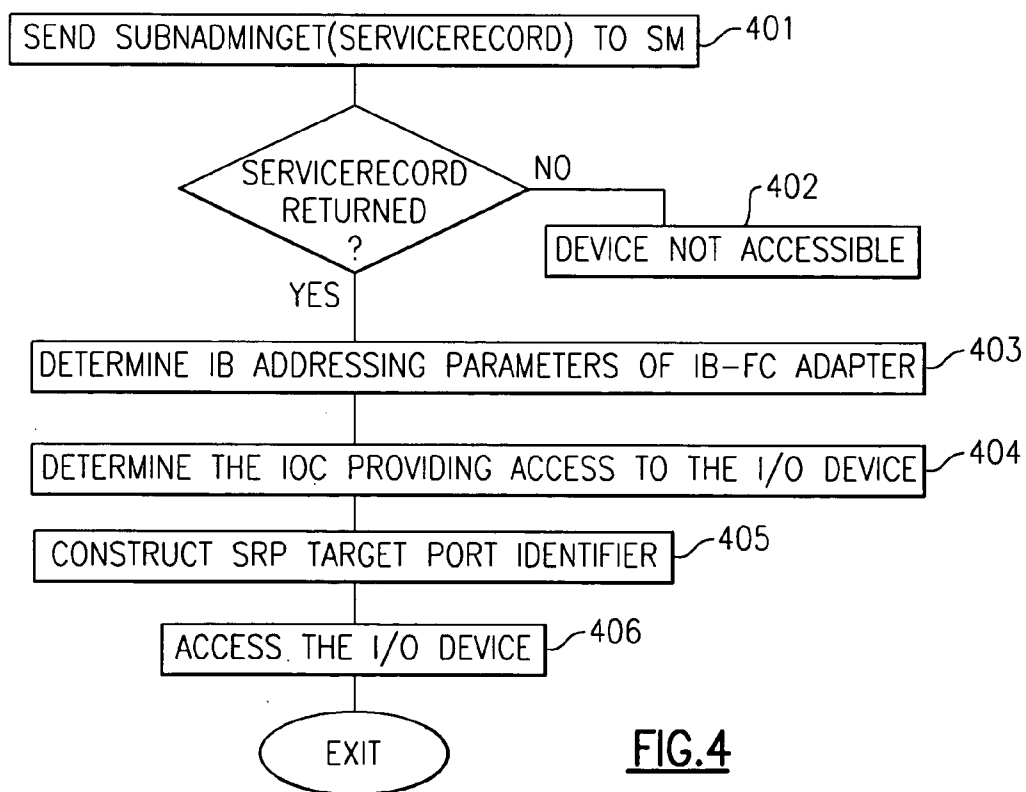 SEND SUBNADMINGET(SERVICERECORD) TO SM
401
SERVICERECORD
RETURNED
?
NO
402
DEVICE NOT ACCESSIBLE
YES
DETERMINE IB ADDRESSING PARAMETERS OF IB-FC ADAPTER
403
DETERMINE THE IOC PROVIDING ACCESS TO THE I/O DEVICE
404
CONSTRUCT SRP TARGET PORT IDENTIFIER
405
ACCESS THE I/O DEVICE
406
EXIT
FIG.4